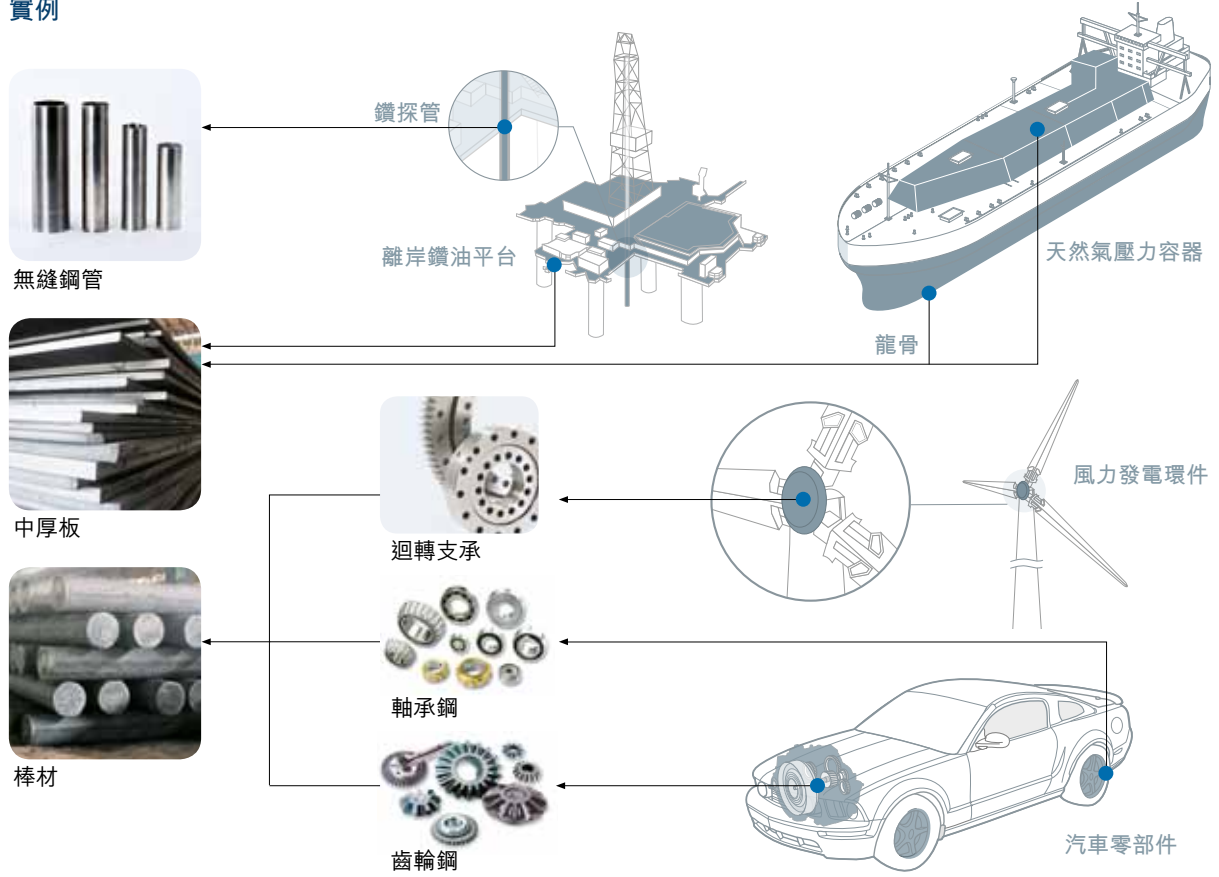 實例
鑽探管
無縫鋼管
離岸鑽油平台
天然氣壓力容器
龍骨
中厚板
迴轉支承
風力發電環件
軸承鋼
棒材
齒輪鋼
汽車零部件